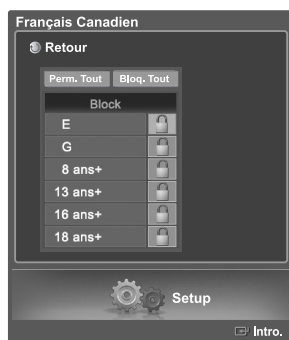 Français Canadien
Retour
Perm. Tout Bloq. Tout
Block
E
G
8 ans+
13 ans+
16 ans+
18 ans+
Setup
Intro.